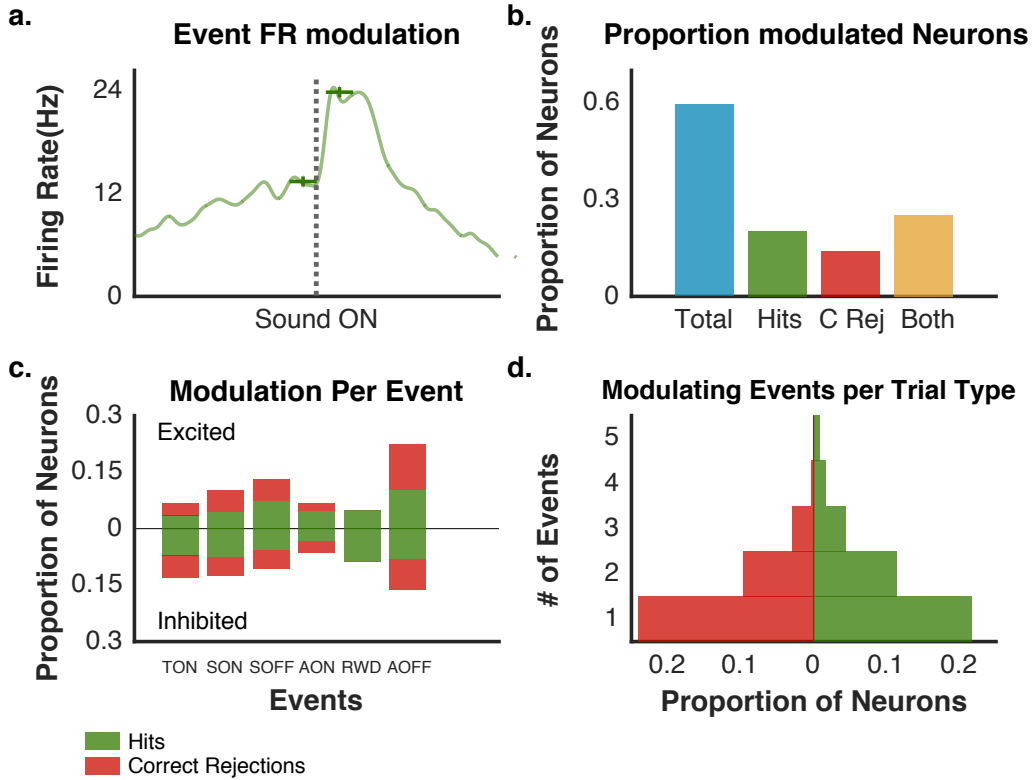 a.
Event FR modulation
Firing Rate(Hz)
24
12
0
Sound ON
b.
Proportion modulated Neurons
Proportion of Neurons
0.6
0.3
0
Total Hits C Rej Both
c.
Modulation Per Event
Proportion of Neurons
0.3
0.15
0
0.15
0.3
Excited
Inhibited
TON SON SOFF AON RWD AOFF
Events
Hits
Correct Rejections
d.
Modulating Events per Trial Type
# of Events
5
4
3
2
1
0.2 0.1 0 0.1 0.2
Proportion of Neurons